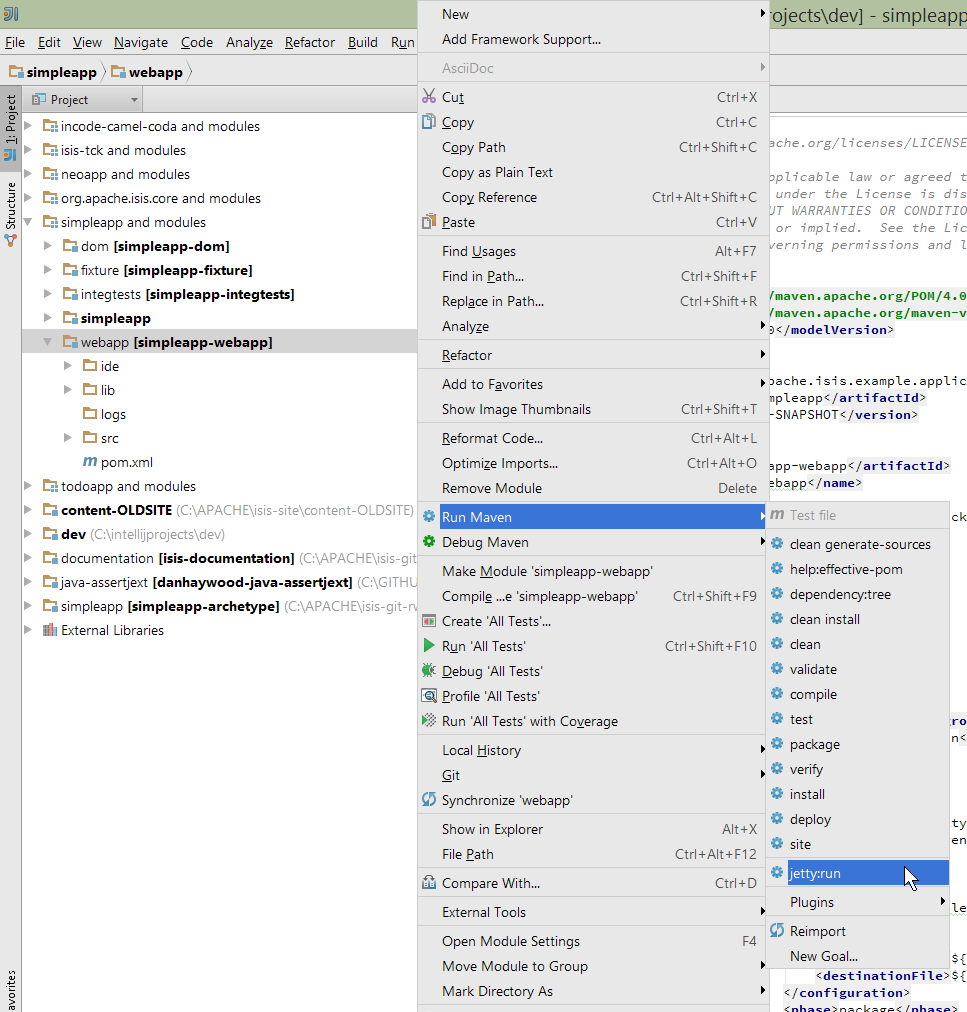 rojects\dev] - simpleapp
File Edit View Navigate Code Analyze Refactor Build Run
simpleapp webapp
Project
1: Project
Structure
avorites
incode-camel-coda and modules
isis-tck and modules
neoapp and modules
org.apache.isis.core and modules
simpleapp and modules
dom [simpleapp-dom]
fixture [simpleapp-fixture]
integtests [simpleapp-integtests]
simpleapp
webapp [simpleapp-webapp]
ide
lib
logs
src
pom.xml
todoapp and modules
content-OLDSITE (C:\APACHE\isis-site\content-OLDSITE)
dev (C:\intellijprojects\dev)
documentation [isis-documentation] (C:\APACHE\isis-git
java-assertjext [danhaywood-java-assertjext] (C:\GITHU
simpleapp [simpleapp-archetype] (C:\APACHE\isis-git-rw
External Libraries
New
Add Framework Support...
AsciiDoc
Cut Ctrl+X
Copy Ctrl+C
Copy Path Ctrl+Shift+C
Copy as Plain Text
Copy Reference Ctrl+Alt+Shift+C
Paste Ctrl+V
Find Usages Alt+F7
Find in Path... Ctrl+Shift+F
Replace in Path... Ctrl+Shift+R
Analyze
Refactor
Add to Favorites
Show Image Thumbnails Ctrl+Shift+T
Reformat Code... Ctrl+Alt+L
Optimize Imports... Ctrl+Alt+O
Remove Module Delete
Run Maven
Debug Maven
Make Module 'simpleapp-webapp'
Compile ...e 'simpleapp-webapp' Ctrl+Shift+F9
Create 'All Tests'...
Run 'All Tests' Ctrl+Shift+F10
Debug 'All Tests'
Profile 'All Tests'
Run 'All Tests' with Coverage
Local History
Git
Synchronize 'webapp'
Show in Explorer Alt+X
File Path Ctrl+Alt+F12
Compare With... Ctrl+D
External Tools
Open Module Settings F4
Move Module to Group
Mark Directory As
Test file
clean generate-sources
help:effective-pom
dependency:tree
clean install
clean
validate
compile
test
package
verify
install
deploy
site
jetty:run
Plugins
Reimport
New Goal...
ache.org/licenses/LICENSE
pplicable law or agreed t
under the License is dis
UT WARRANTIES OR CONDITIO
or implied. See the Lic
verning permissions and l
/maven.apache.org/POM/4.0
/maven.apache.org/maven-v
0</modelVersion>
pache.isis.example.applic
mpleapp</artifactId>
-SNAPSHOT</version>
app-webapp</artifactId>
ebapp</name>
ck
ro
n<
ty
en
le
${
<destinationFile>${
</configuration>
<phase>package</phase>